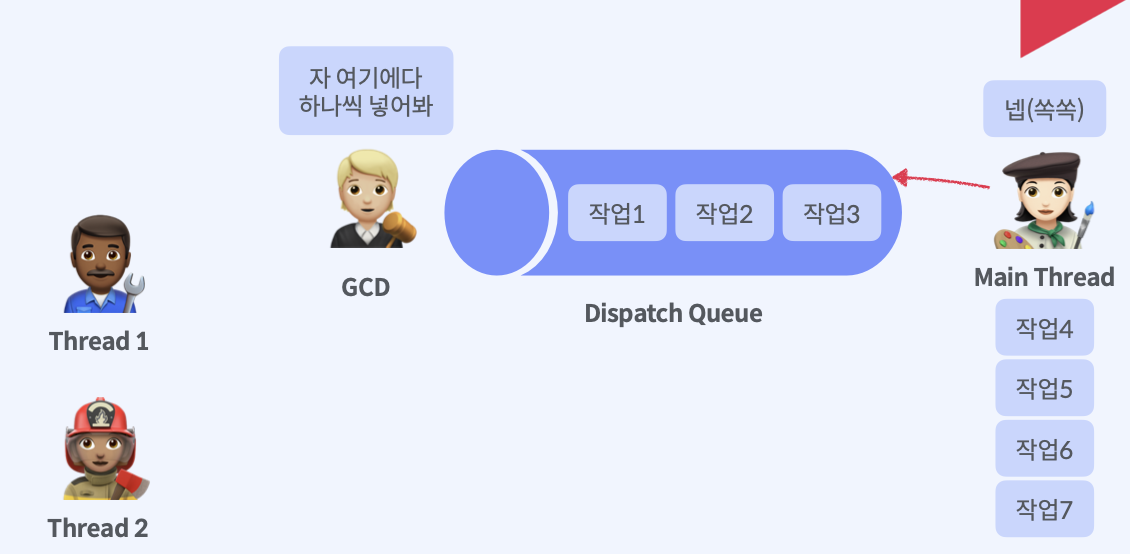 자 여기에다
하나씩 넣어봐
넵(쏙쏙)
작업1
작업2
작업3
GCD
Dispatch Queue
Main Thread
Thread 1
Thread 2
작업4
작업5
작업6
작업7